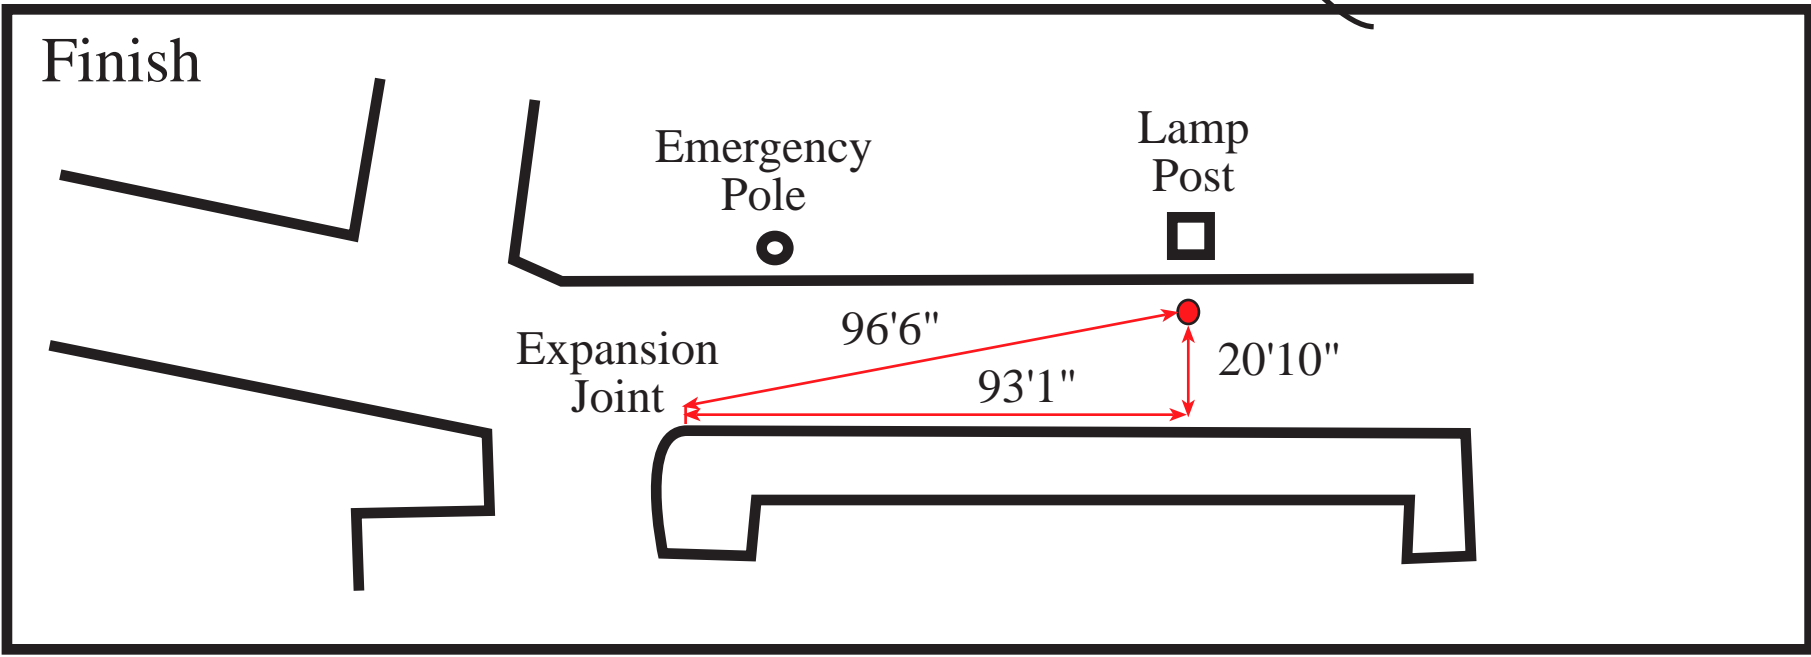 Finish
Emergency
Pole
Lamp
Post
Expansion
Joint
96'6"
93'1"
20'10"